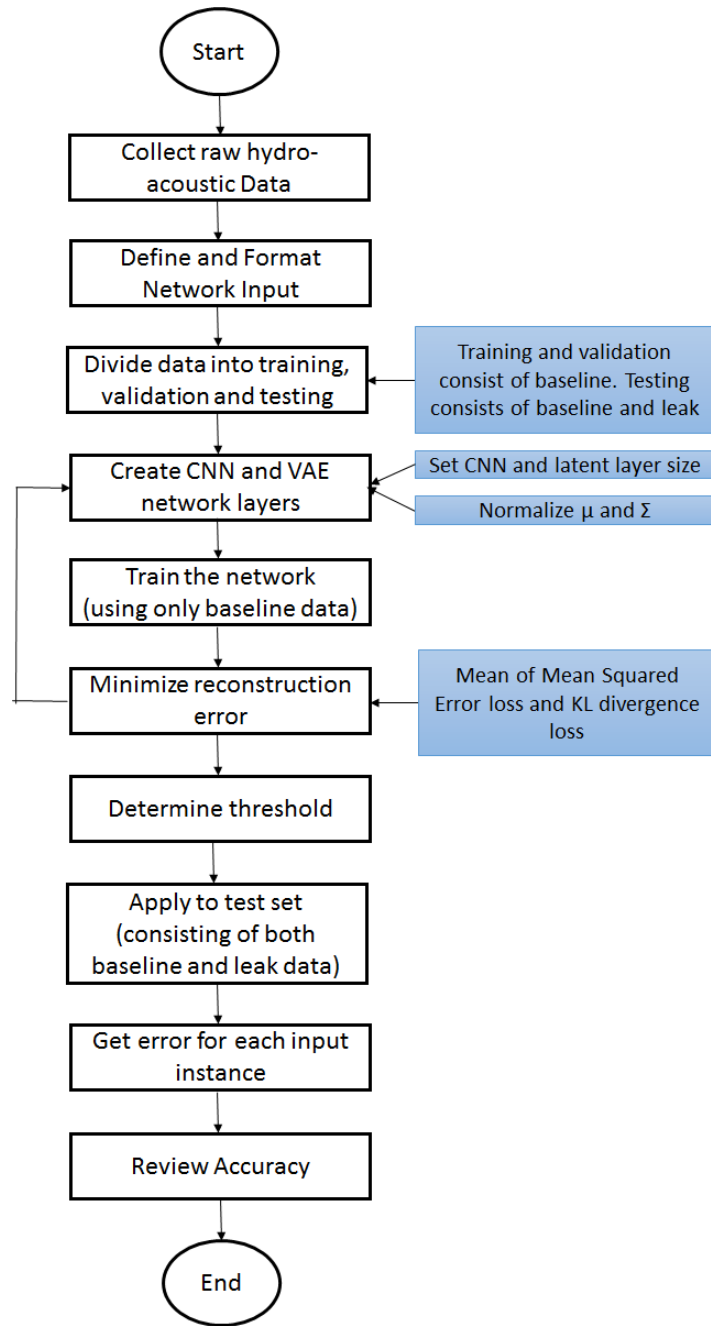 Start
Collect raw hydro-
acoustic Data
Define and Format
Network Input
Divide data into training,
validation and testing
Training and validation
consist of baseline. Testing
consists of baseline and leak
Create CNN and VAE
network layers
Set CNN and latent layer size
Normalize μ and Σ
Train the network
(using only baseline data)
Minimize reconstruction
error
Mean of Mean Squared
Error loss and KL divergence
loss
Determine threshold
Apply to test set
(consisting of both
baseline and leak data)
Get error for each input
instance
Review Accuracy
End